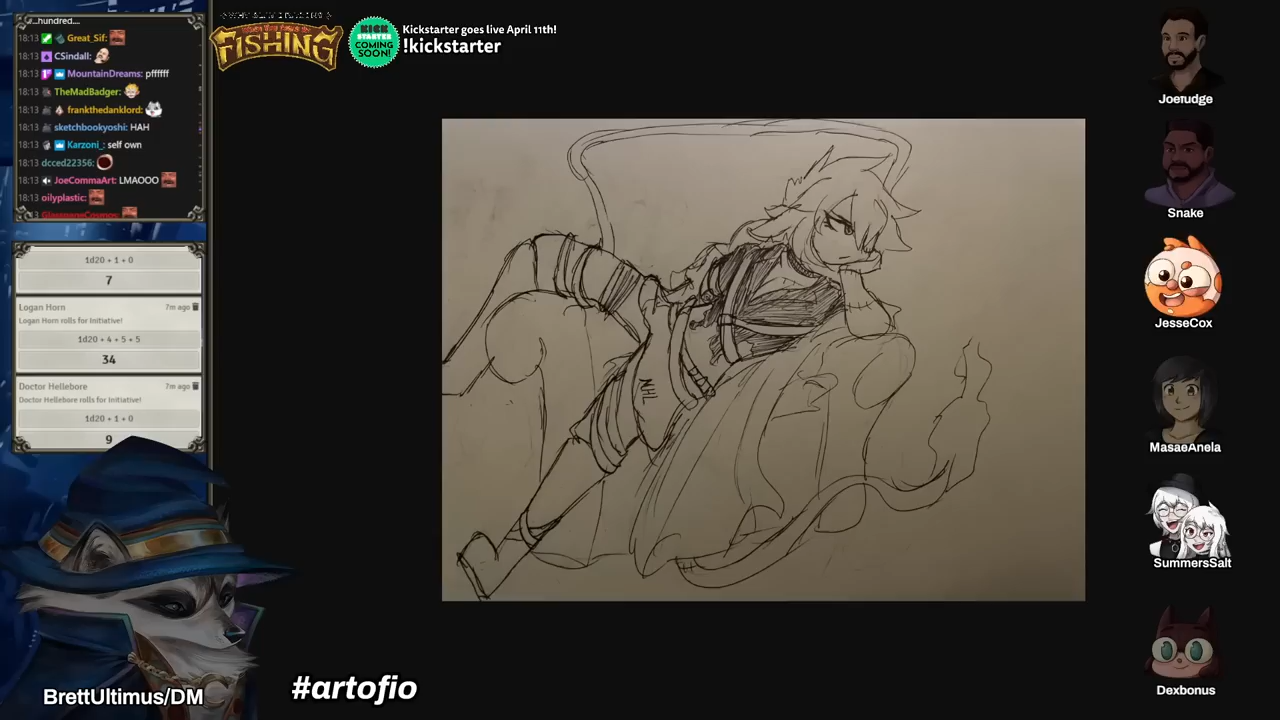 #...hundred....
18:13 Great_Sif:
18:13 CSindall:
18:13 MountainDreams: pffffff
18:13 TheMadBadger:
18:13 frankthedanklord:
18:13 sketchbookyoshi: HAH
18:13 Karzoni_: self own
18:13 dcced22356:
18:13 JoeCommaArt: LMAOOO
18:13 oilyplastic:
FISHING
KICK
STARTER
COMING
SOON!
Kickstarter goes live April 11th!
!kickstarter
1d20 + 1 + 0
7
Logan Horn 7m ago
Logan Horn rolls for Initiative!
1d20 + 4 + 5 + 5
34
Doctor Hellebore 7m ago
Doctor Hellebore rolls for Initiative!
1d20 + 1 + 0
9
BrettUltimus/DM
#artofio
Joerudge
Snake
JesseCox
MasaeAnela
SummersSalt
Dexbonus